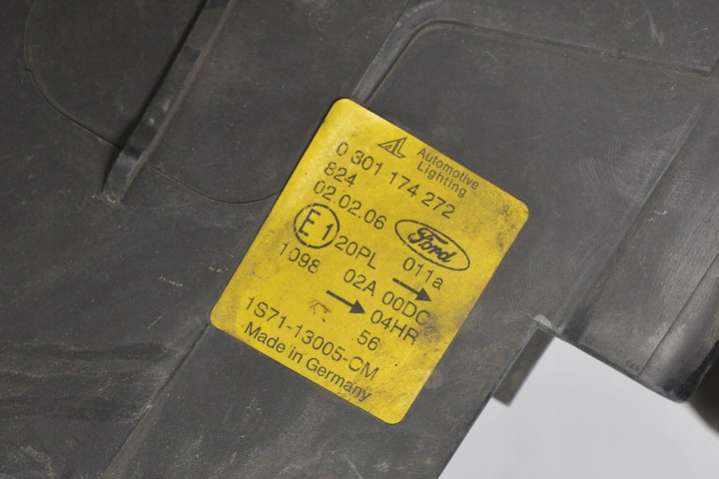 AL Automotive Lighting
0 301 174 272
824
02.02.06 Ford
E1 20PL 011a
1098 02A 00DC
04HR
56
1S71-13005-CM
Made in Germany